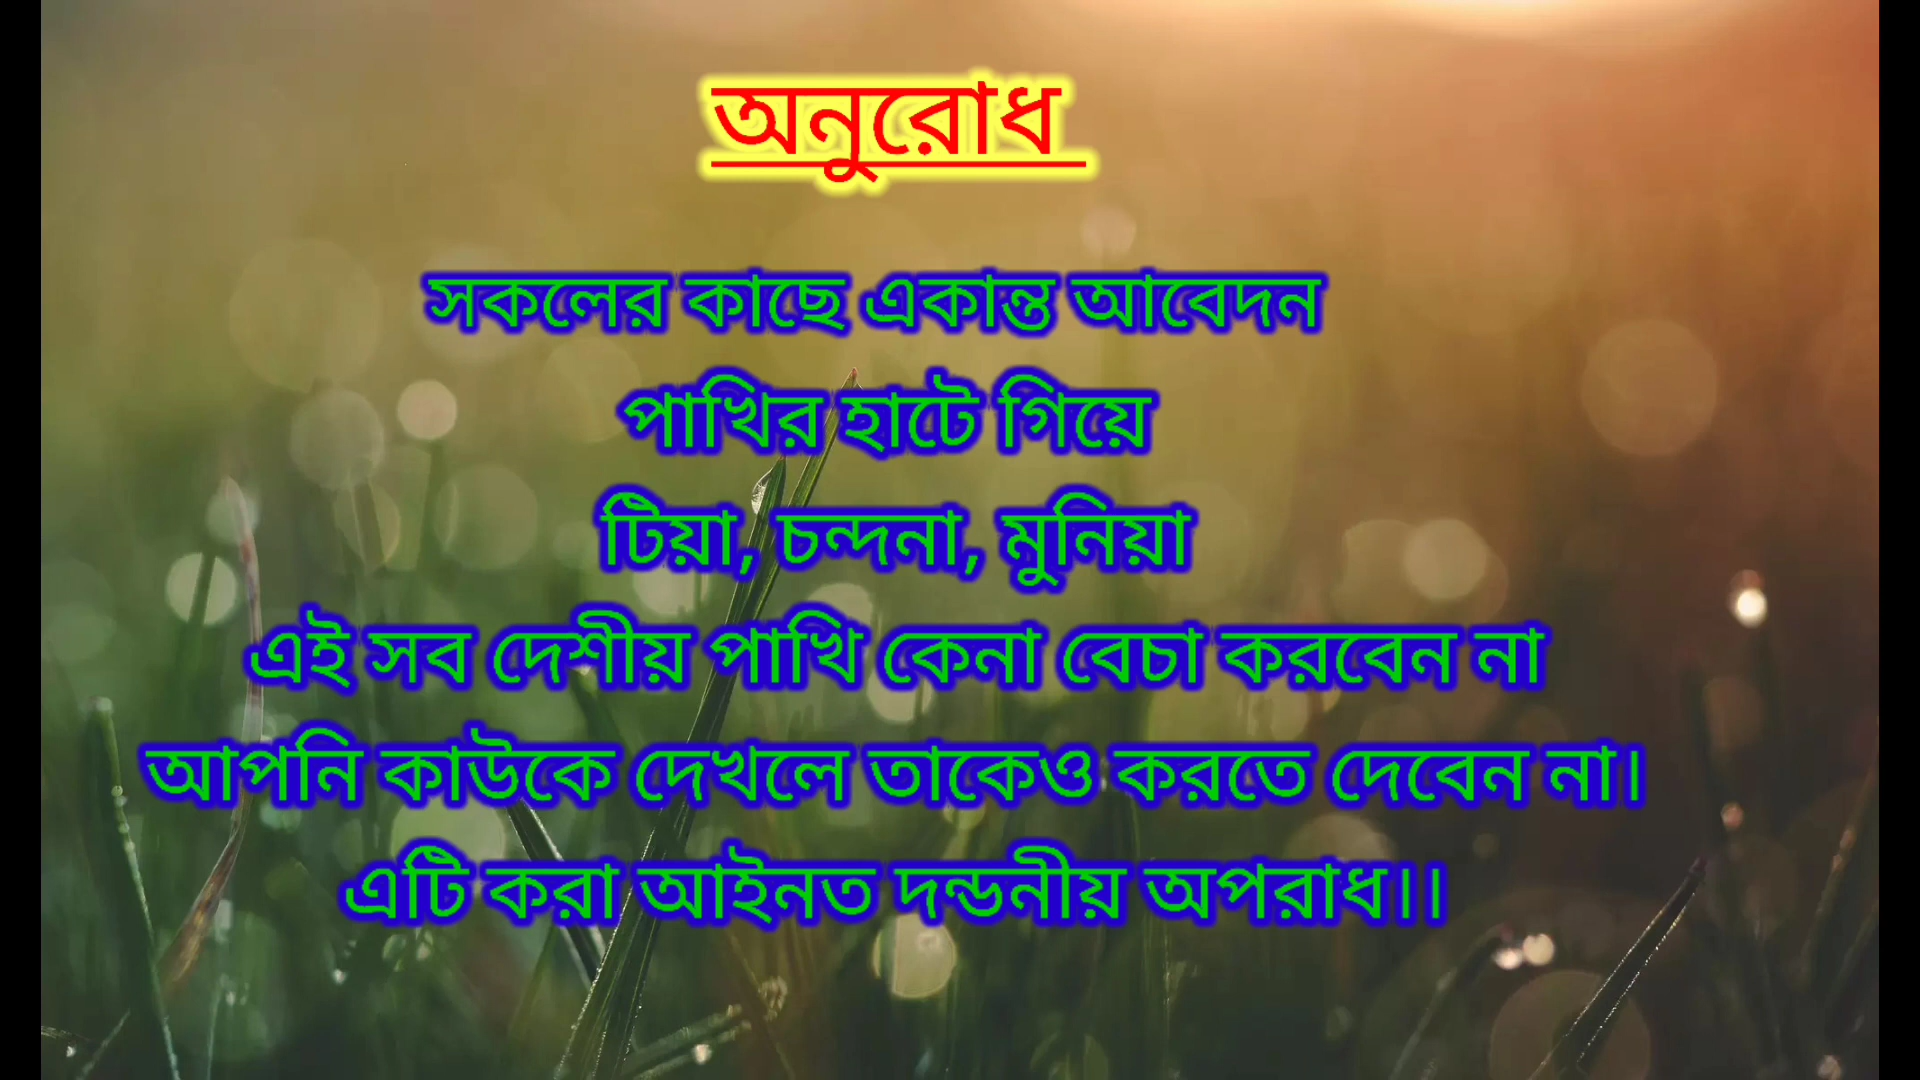 অনুরোধ
সকলের কাছে একান্ত আবেদন
পাখির হাটে গিয়ে
টিয়া, চন্দনা, মুনিয়া
এই সব দেশীয় পাখি কেনা বেচা করবেন না
আপনি কাউকে দেখলে তাকেও করতে দেবেন না।
এটি করা আইনত দন্ডনীয় অপরাধ।।